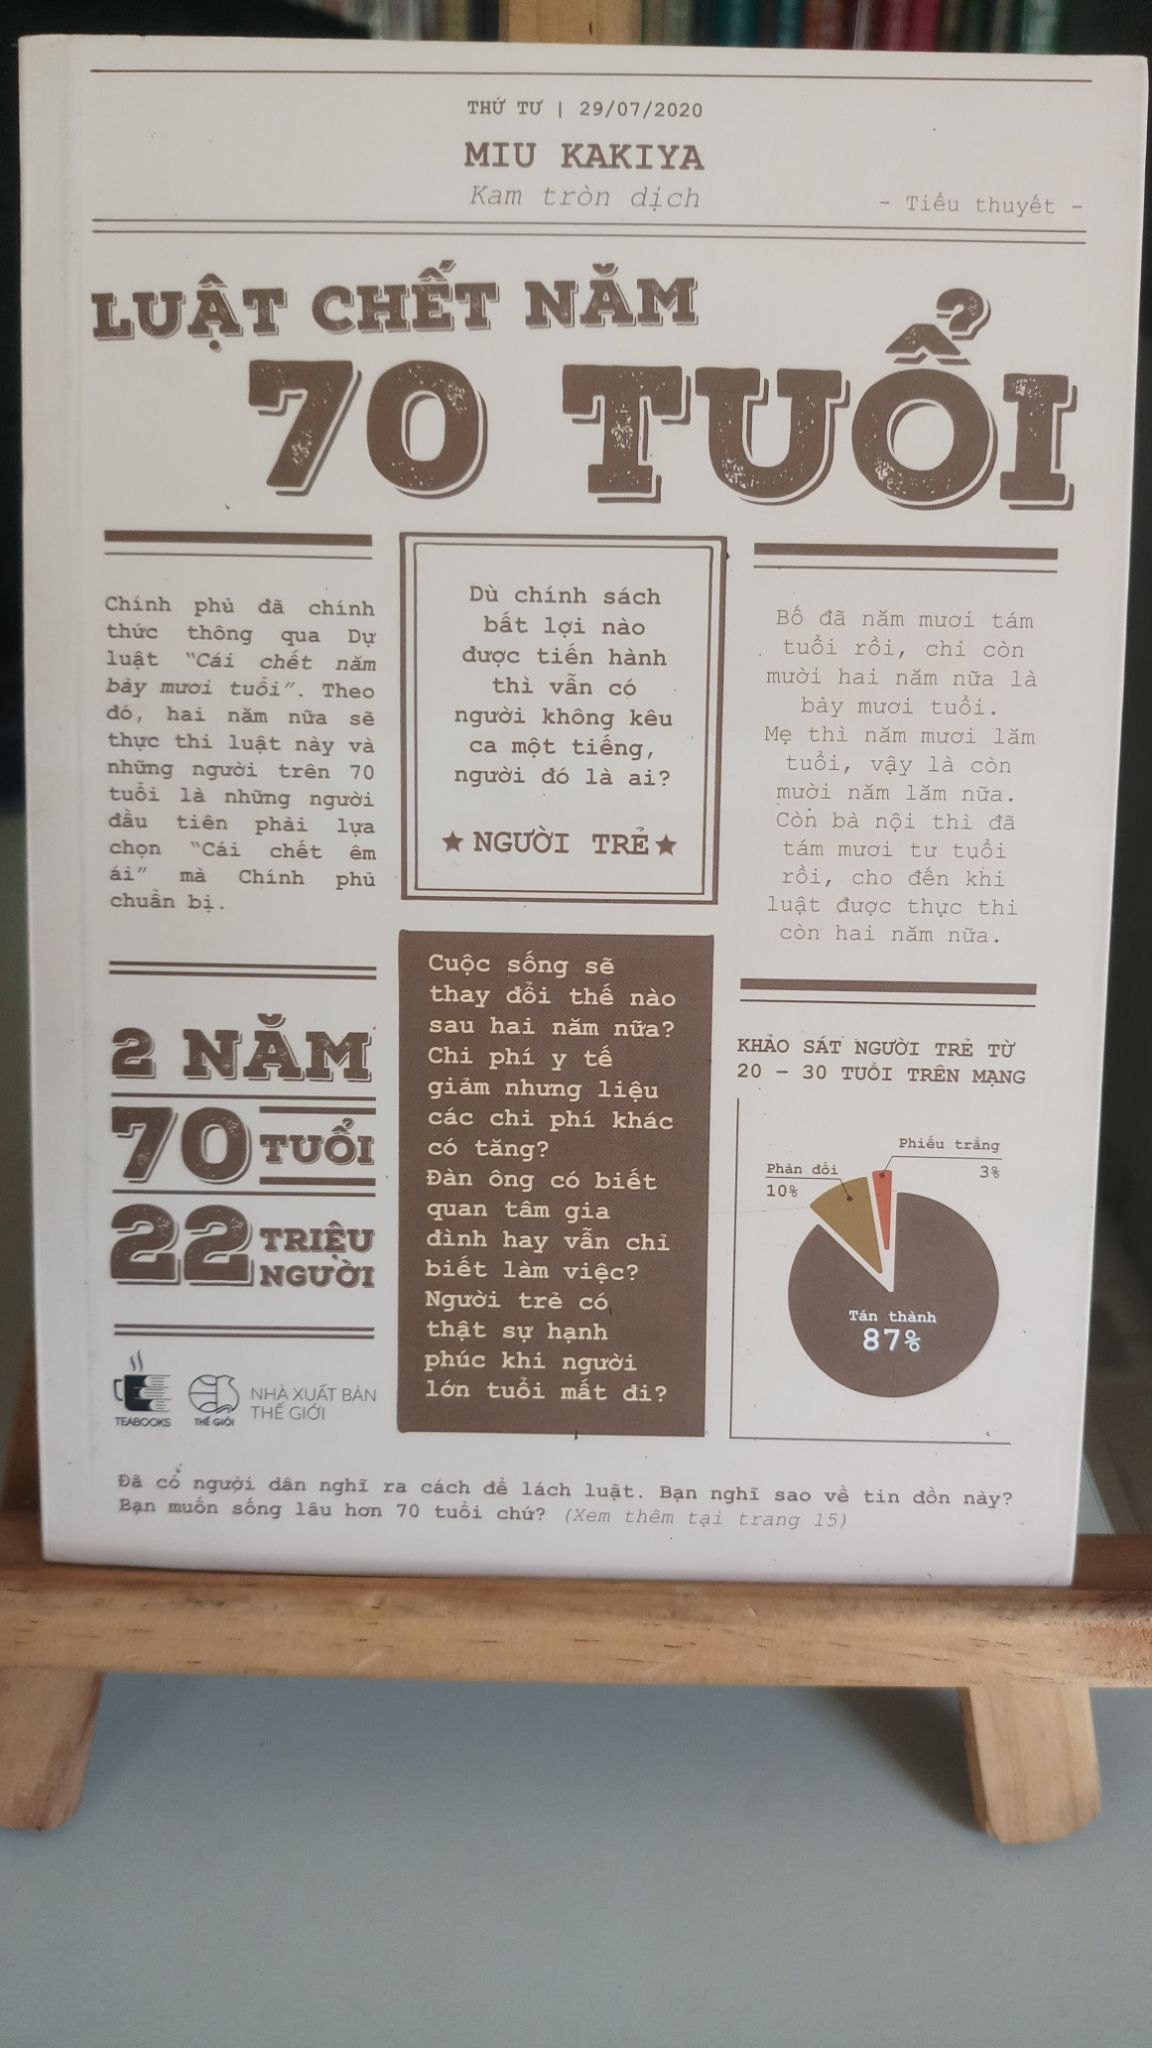 THỨ TƯ | 29/07/2020
MIU KAKIYA
Kam tròn dịch
- Tiểu thuyết -
LUẬT CHẾT NĂM
70 TUỔI
Chính phủ đã chính
thức thông qua Dự
luật "Cái chết năm
bảy mươi tuổi". Theo
đó, hai năm nữa sẽ
thực thi luật này và
những người trên 70
tuổi là những người
đầu tiên phải lựa
chọn "Cái chết êm
ái" mà Chính phủ
chuẩn bị.
2 NĂM
70 TUỔI
22 TRIỆU
NGƯỜI
TEABOOKS
THẾ GIỚI
NHÀ XUẤT BẢN
THẾ GIỚI
Dù chính sách
bất lợi nào
được tiến hành
thì vẫn có
người không kêu
ca một tiếng,
người đó là ai?
★ NGƯỜI TRẺ ★
Cuộc sống sẽ
thay đổi thế nào
sau hai năm nữa?
Chi phí y tế
giảm nhưng liệu
các chi phí khác
có tăng?
Đàn ông có biết
quan tâm gia
đình hay vẫn chỉ
biết làm việc?
Người trẻ có
thật sự hạnh
phúc khi người
lớn tuổi mất đi?
Bố đã năm mươi tám
tuổi rồi, chỉ còn
mười hai năm nữa là
bảy mươi tuổi.
Mẹ thì năm mươi lăm
tuổi, vậy là còn
mười năm lăm nữa.
Còn bà nội thì đã
tám mươi tư tuổi
rồi, cho đến khi
luật được thực thi
còn hai năm nữa.
KHẢO SÁT NGƯỜI TRẺ TỪ
20 – 30 TUỔI TRÊN MẠNG
Phiếu trắng
3%
Phản đối
10%
Tán thành
87%
Đã có người dân nghĩ ra cách để lách luật. Bạn nghĩ sao về tin đồn này?
Bạn muốn sống lâu hơn 70 tuổi chứ? (Xem thêm tại trang 15)